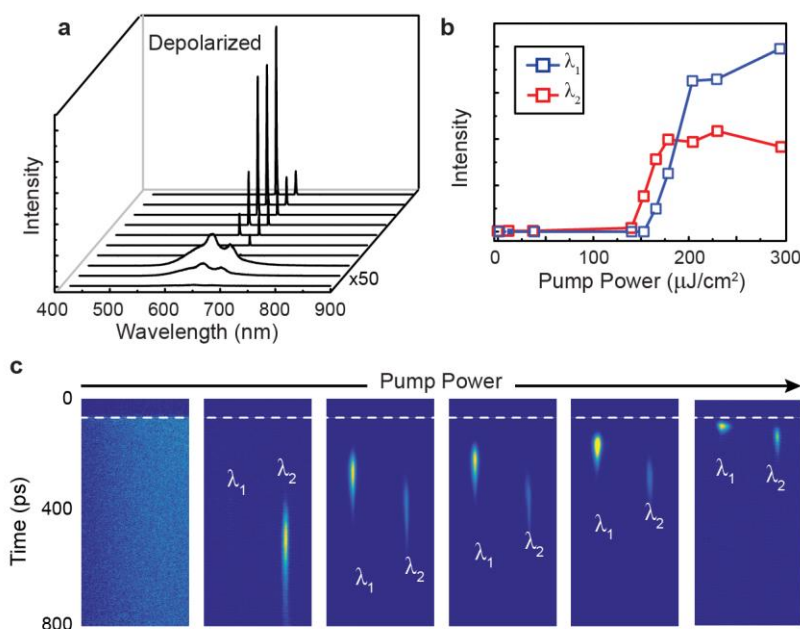 a
Depolarized
Intensity
x50
400 500 600 700 800 900
Wavelength (nm)
b
λ1
λ2
Intensity
0 100 200 300
Pump Power (μJ/cm²)
c
Pump Power
0
400
800
Time (ps)
λ1 λ2
λ1 λ2
λ1 λ2
λ1 λ2
λ1 λ2